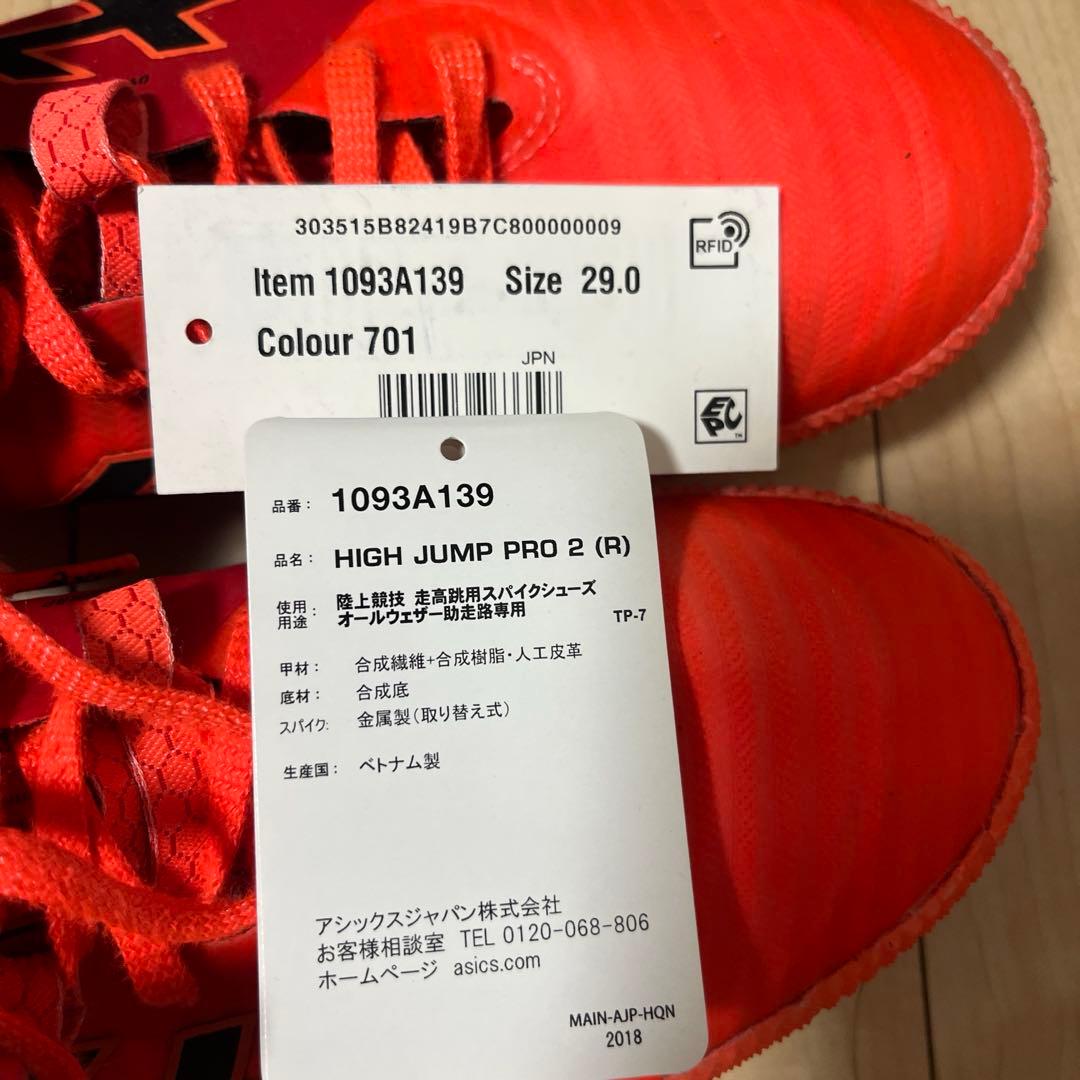 303515B82419B7C800000009
RFID
Item 1093A139 Size 29.0
Colour 701
JPN
EPC
TM
品番: 1093A139
品名: HIGH JUMP PRO 2 (R)
使用用途: 陸上競技 走高跳用スパイクシューズ
オールウェザー助走路専用 TP-7
甲材: 合成繊維+合成樹脂・人工皮革
底材: 合成底
スパイク: 金属製(取り替え式)
生産国: ベトナム製
アシックスジャパン株式会社
お客様相談室 TEL 0120-068-806
ホームページ asics.com
MAIN-AJP-HQN
2018